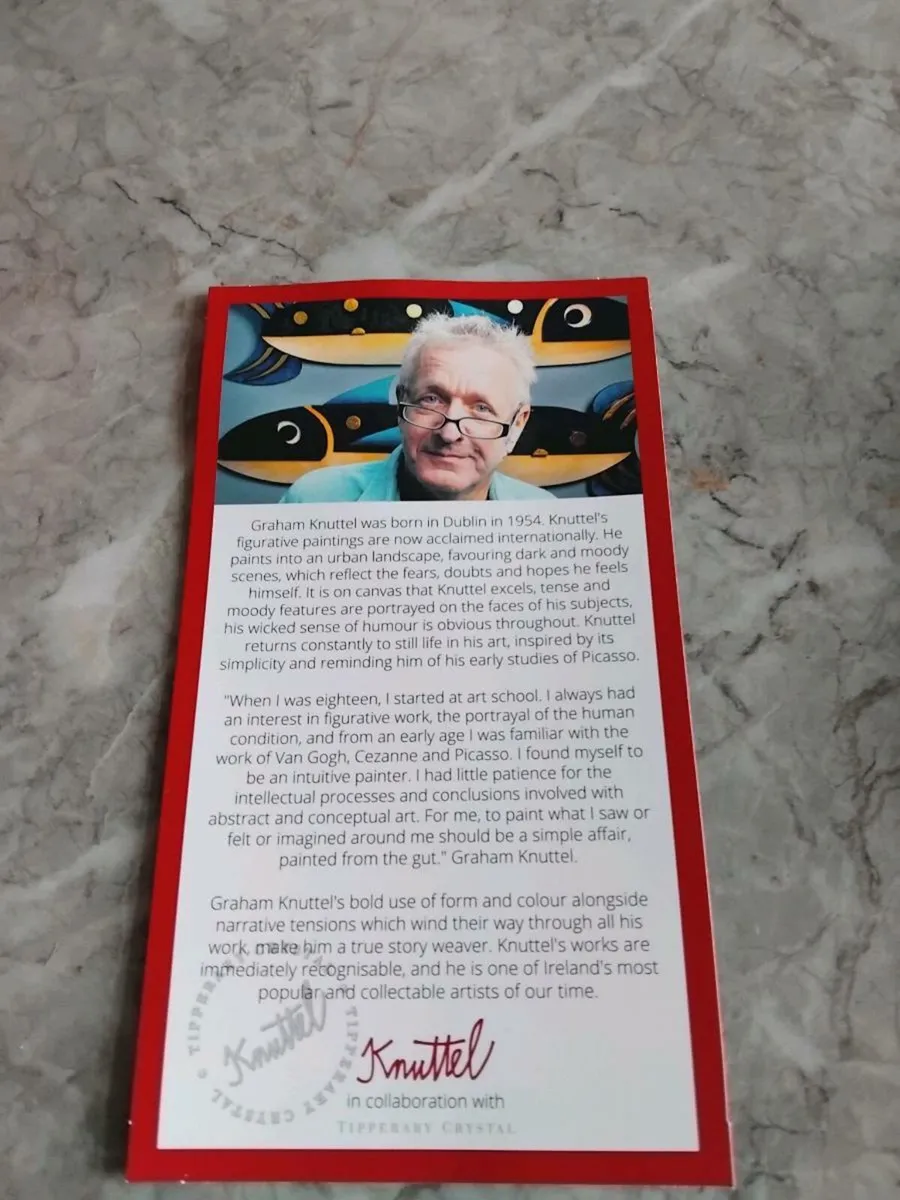 Graham Knuttel was born in Dublin in 1954. Knuttel's
figurative paintings are now acclaimed internationally. He
paints into an urban landscape, favouring dark and moody
scenes, which reflect the fears, doubts and hopes he feels
himself. It is on canvas that Knuttel excels, tense and
moody features are portrayed on the faces of his subjects,
his wicked sense of humour is obvious throughout. Knuttel
returns constantly to still life in his art, inspired by its
simplicity and reminding him of his early studies of Picasso.
"When I was eighteen, I started at art school. I always had
an interest in figurative work, the portrayal of the human
condition, and from an early age I was familiar with the
work of Van Gogh, Cezanne and Picasso. I found myself to
be an intuitive painter. I had little patience for the
intellectual processes and conclusions involved with
abstract and conceptual art. For me, to paint what I saw or
felt or imagined around me should be a simple affair,
painted from the gut." Graham Knuttel.
Graham Knuttel's bold use of form and colour alongside
narrative tensions which wind their way through all his
work, make him a true story weaver. Knuttel's works are
immediately recognisable, and he is one of Ireland's most
popular and collectable artists of our time.
TIPPERARY CRYSTAL TIPPERARY CRYSTAL
Knuttel
Knuttel
in collaboration with
TIPPERARY CRYSTAL